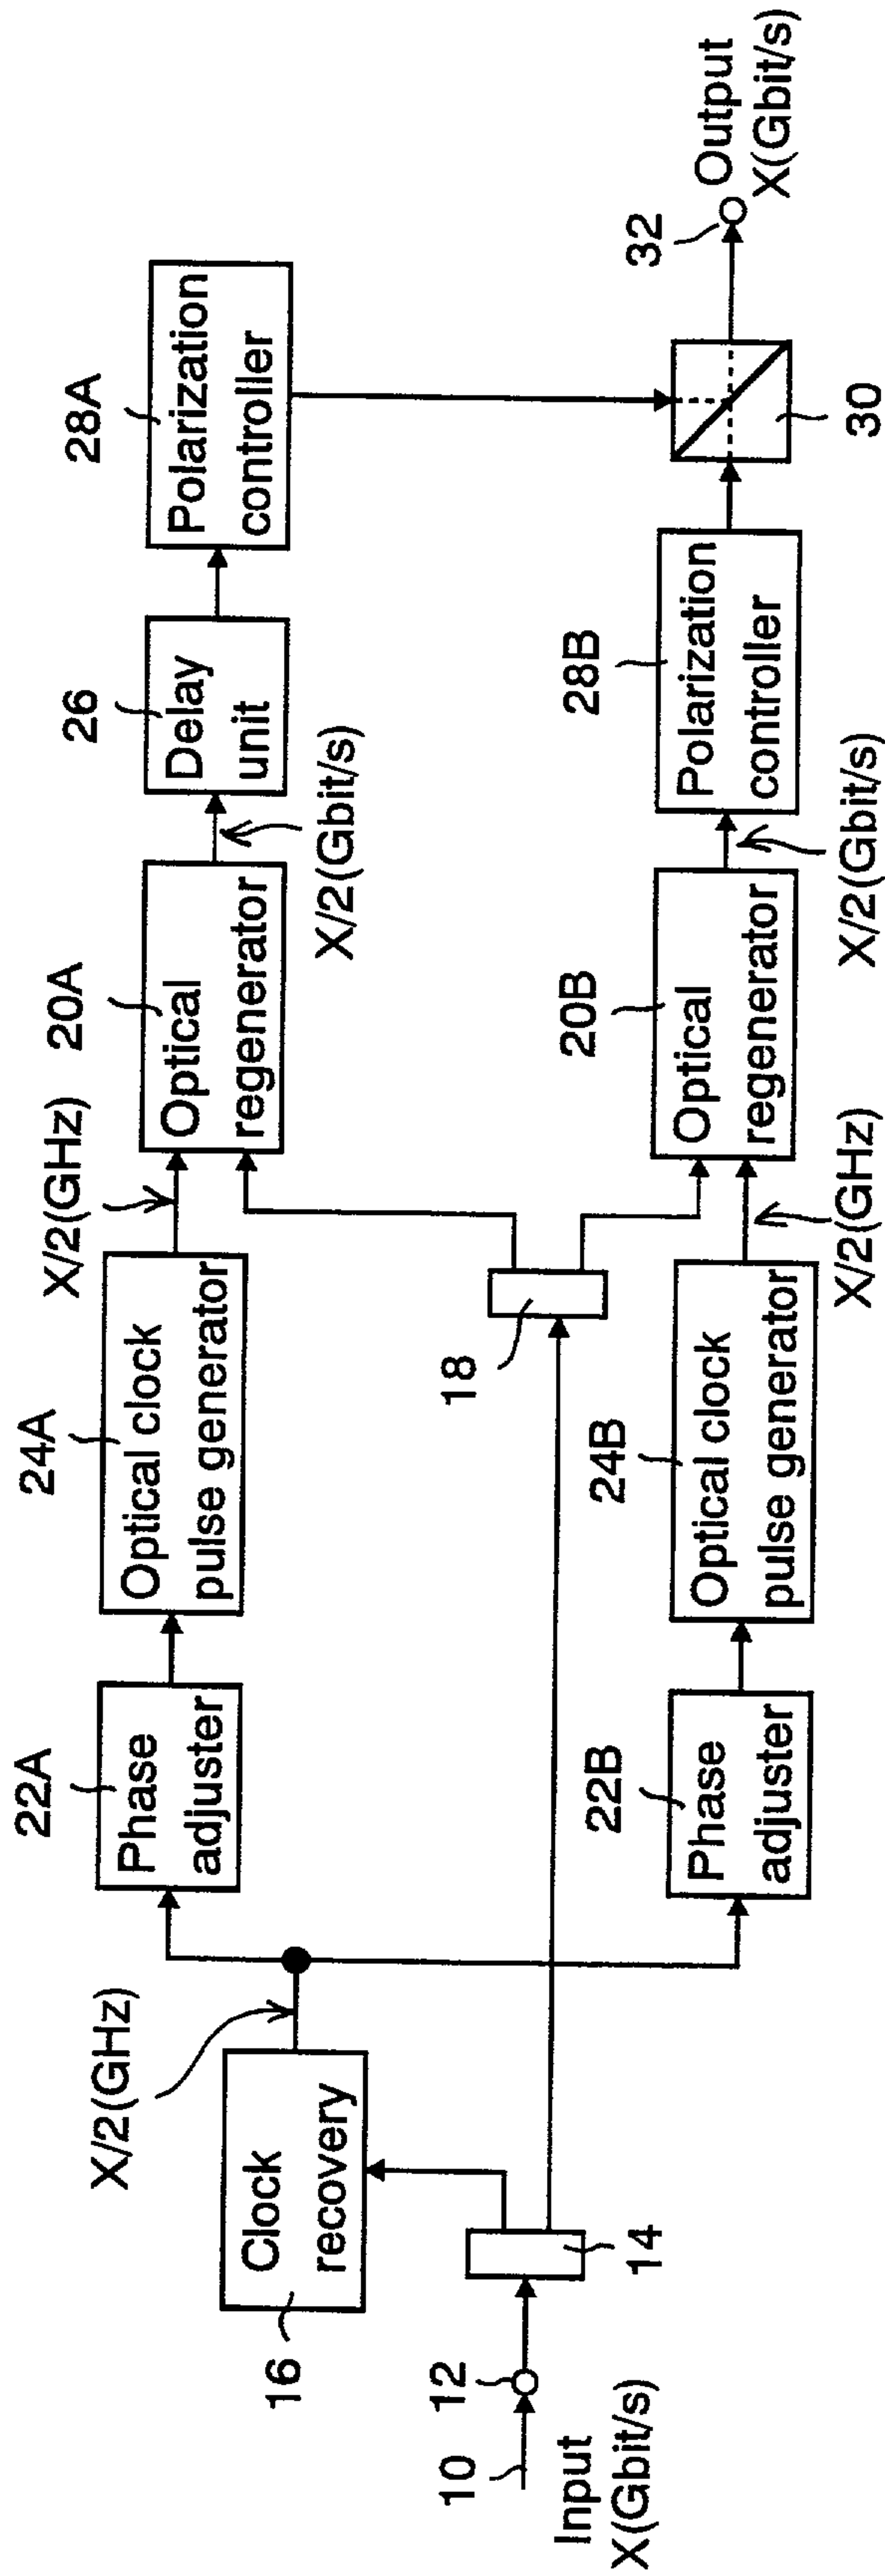 Input
X(Gbit/s)
10
12
14
16
Clock
recovery
X/2(GHz)
22A
Phase
adjuster
24A
Optical clock
pulse generator
X/2(GHz)
20A
Optical
regenerator
X/2(Gbit/s)
26
Delay
unit
28A
Polarization
controller
18
22B
Phase
adjuster
24B
Optical clock
pulse generator
X/2(GHz)
20B
Optical
regenerator
X/2(Gbit/s)
28B
Polarization
controller
30
32
Output
X(Gbit/s)